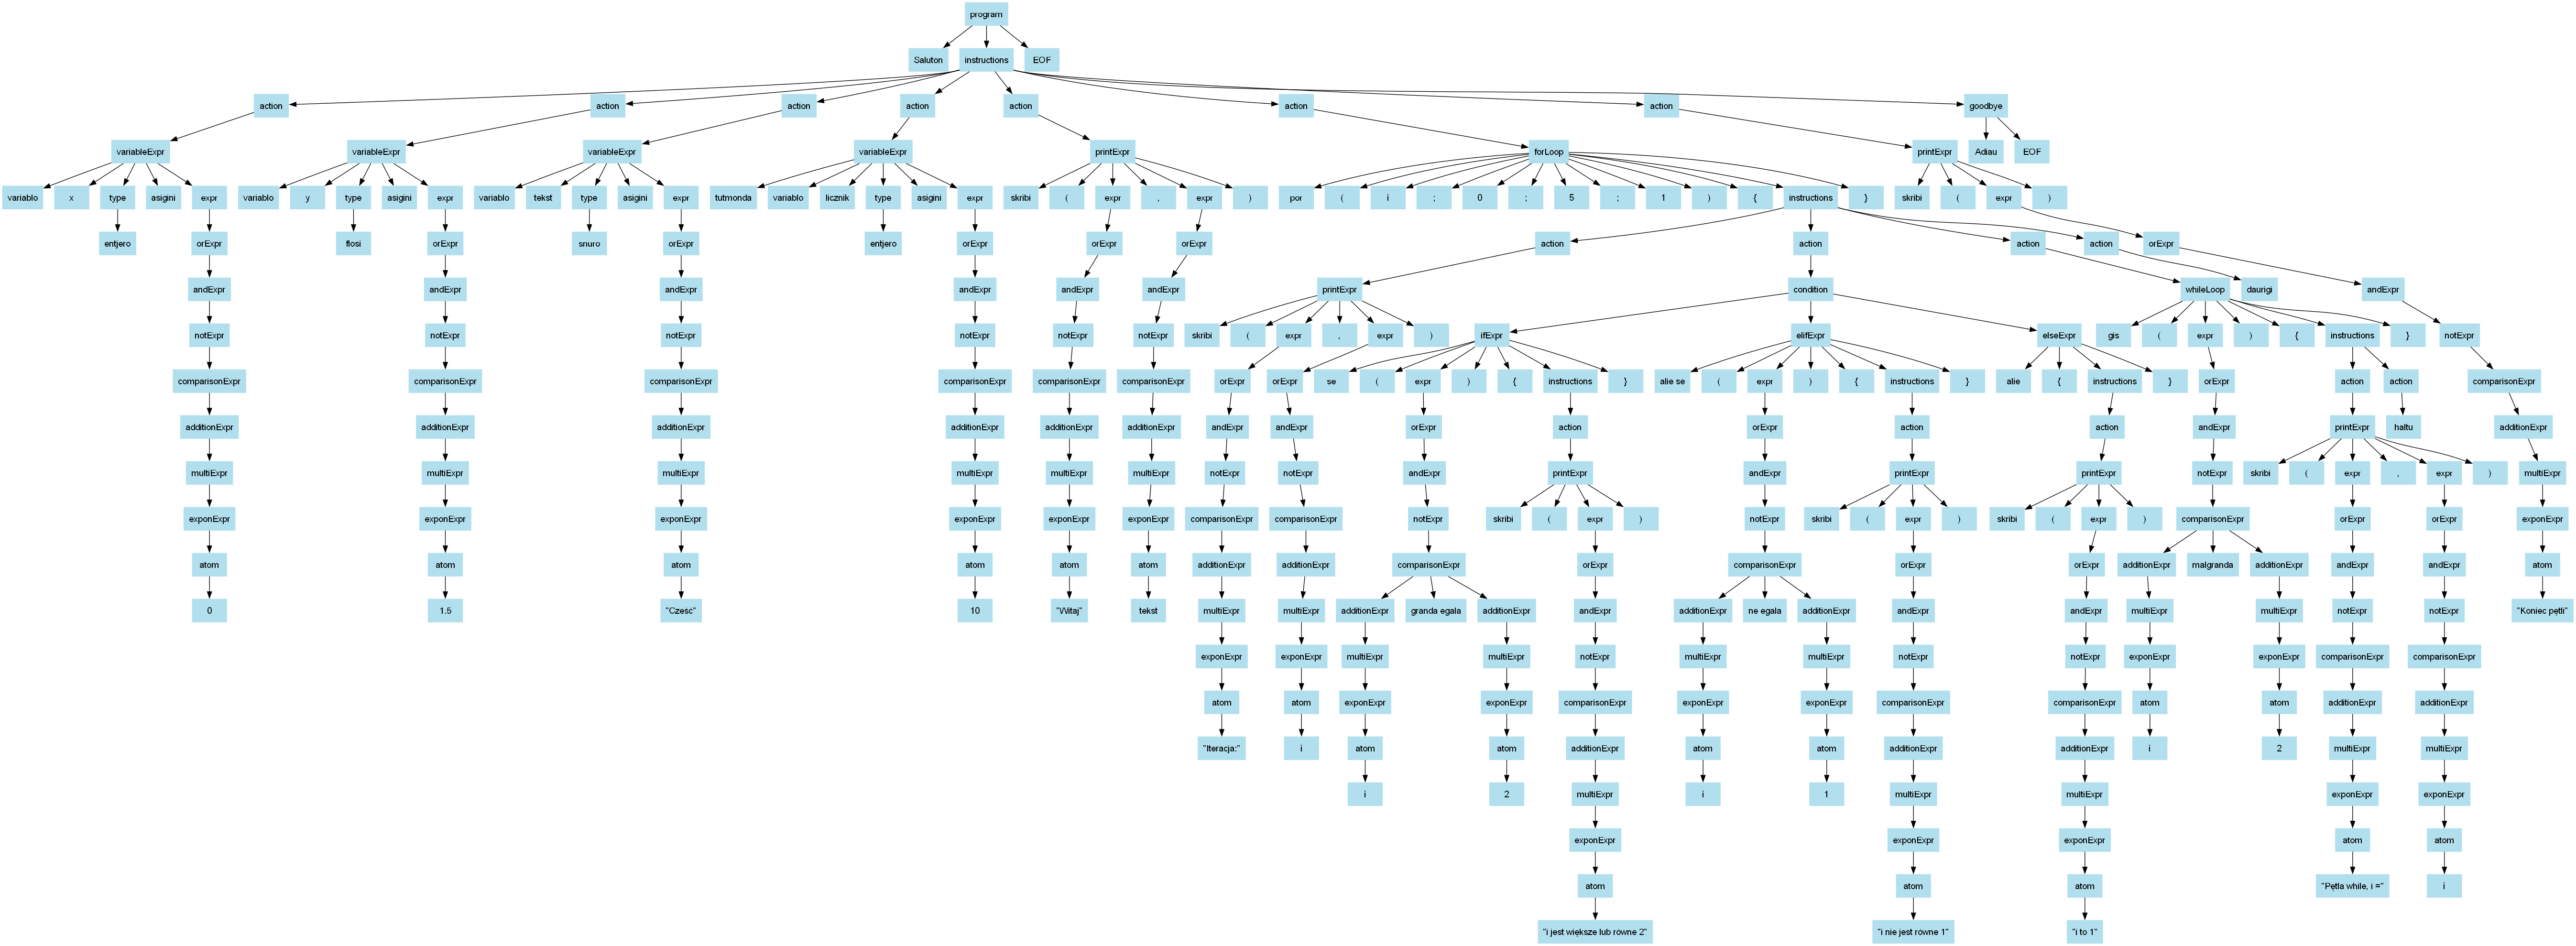 program
Saluton instructions EOF
action action action action action action action goodbye
variableExpr variableExpr variableExpr variableExpr printExpr forLoop printExpr Adiau EOF
variablo x type asigini expr variablo y type asigini expr variablo tekst type asigini expr tutmonda variablo licznik type asigini expr skribi ( expr , expr ) por ( i ; 0 ; 5 ; 1 ) { instructions } skribi ( expr )
entjero orExpr flosi orExpr snuro orExpr entjero orExpr orExpr orExpr action action action action orExpr
andExpr andExpr andExpr andExpr andExpr andExpr printExpr condition whileLoop daurigi andExpr
notExpr notExpr notExpr notExpr notExpr notExpr skribi ( expr , expr ) ifExpr elifExpr elseExpr gis ( expr ) { instructions } notExpr
comparisonExpr comparisonExpr comparisonExpr comparisonExpr comparisonExpr comparisonExpr orExpr orExpr se ( expr ) { instructions } alie se ( expr ) { instructions } alie { instructions } orExpr action action comparisonExpr
additionExpr additionExpr additionExpr additionExpr additionExpr additionExpr andExpr andExpr orExpr action orExpr action action andExpr printExpr haltu additionExpr
multiExpr multiExpr multiExpr multiExpr multiExpr multiExpr notExpr notExpr andExpr printExpr andExpr printExpr printExpr notExpr skribi ( expr , expr ) multiExpr
exponExpr exponExpr exponExpr exponExpr exponExpr exponExpr comparisonExpr comparisonExpr notExpr skribi ( expr ) notExpr skribi ( expr ) skribi ( expr ) comparisonExpr orExpr orExpr exponExpr
atom atom atom atom atom atom additionExpr additionExpr comparisonExpr orExpr comparisonExpr orExpr orExpr additionExpr malgranda additionExpr andExpr andExpr atom
0 1.5 "Cześć" 10 "Witaj" tekst multiExpr multiExpr additionExpr granda egala additionExpr andExpr additionExpr ne egala additionExpr andExpr andExpr multiExpr multiExpr notExpr notExpr "Koniec pętli"
exponExpr exponExpr multiExpr multiExpr notExpr multiExpr multiExpr notExpr notExpr exponExpr exponExpr comparisonExpr comparisonExpr
atom atom exponExpr exponExpr comparisonExpr exponExpr exponExpr comparisonExpr comparisonExpr atom atom additionExpr additionExpr
"Iteracja:" i atom atom additionExpr atom atom additionExpr additionExpr i 2 multiExpr multiExpr
i 2 multiExpr i 1 multiExpr multiExpr exponExpr exponExpr
exponExpr exponExpr exponExpr atom atom
atom atom atom "Pętla while, i =" i
"i jest większe lub równe 2" "i nie jest równe 1" "i to 1"